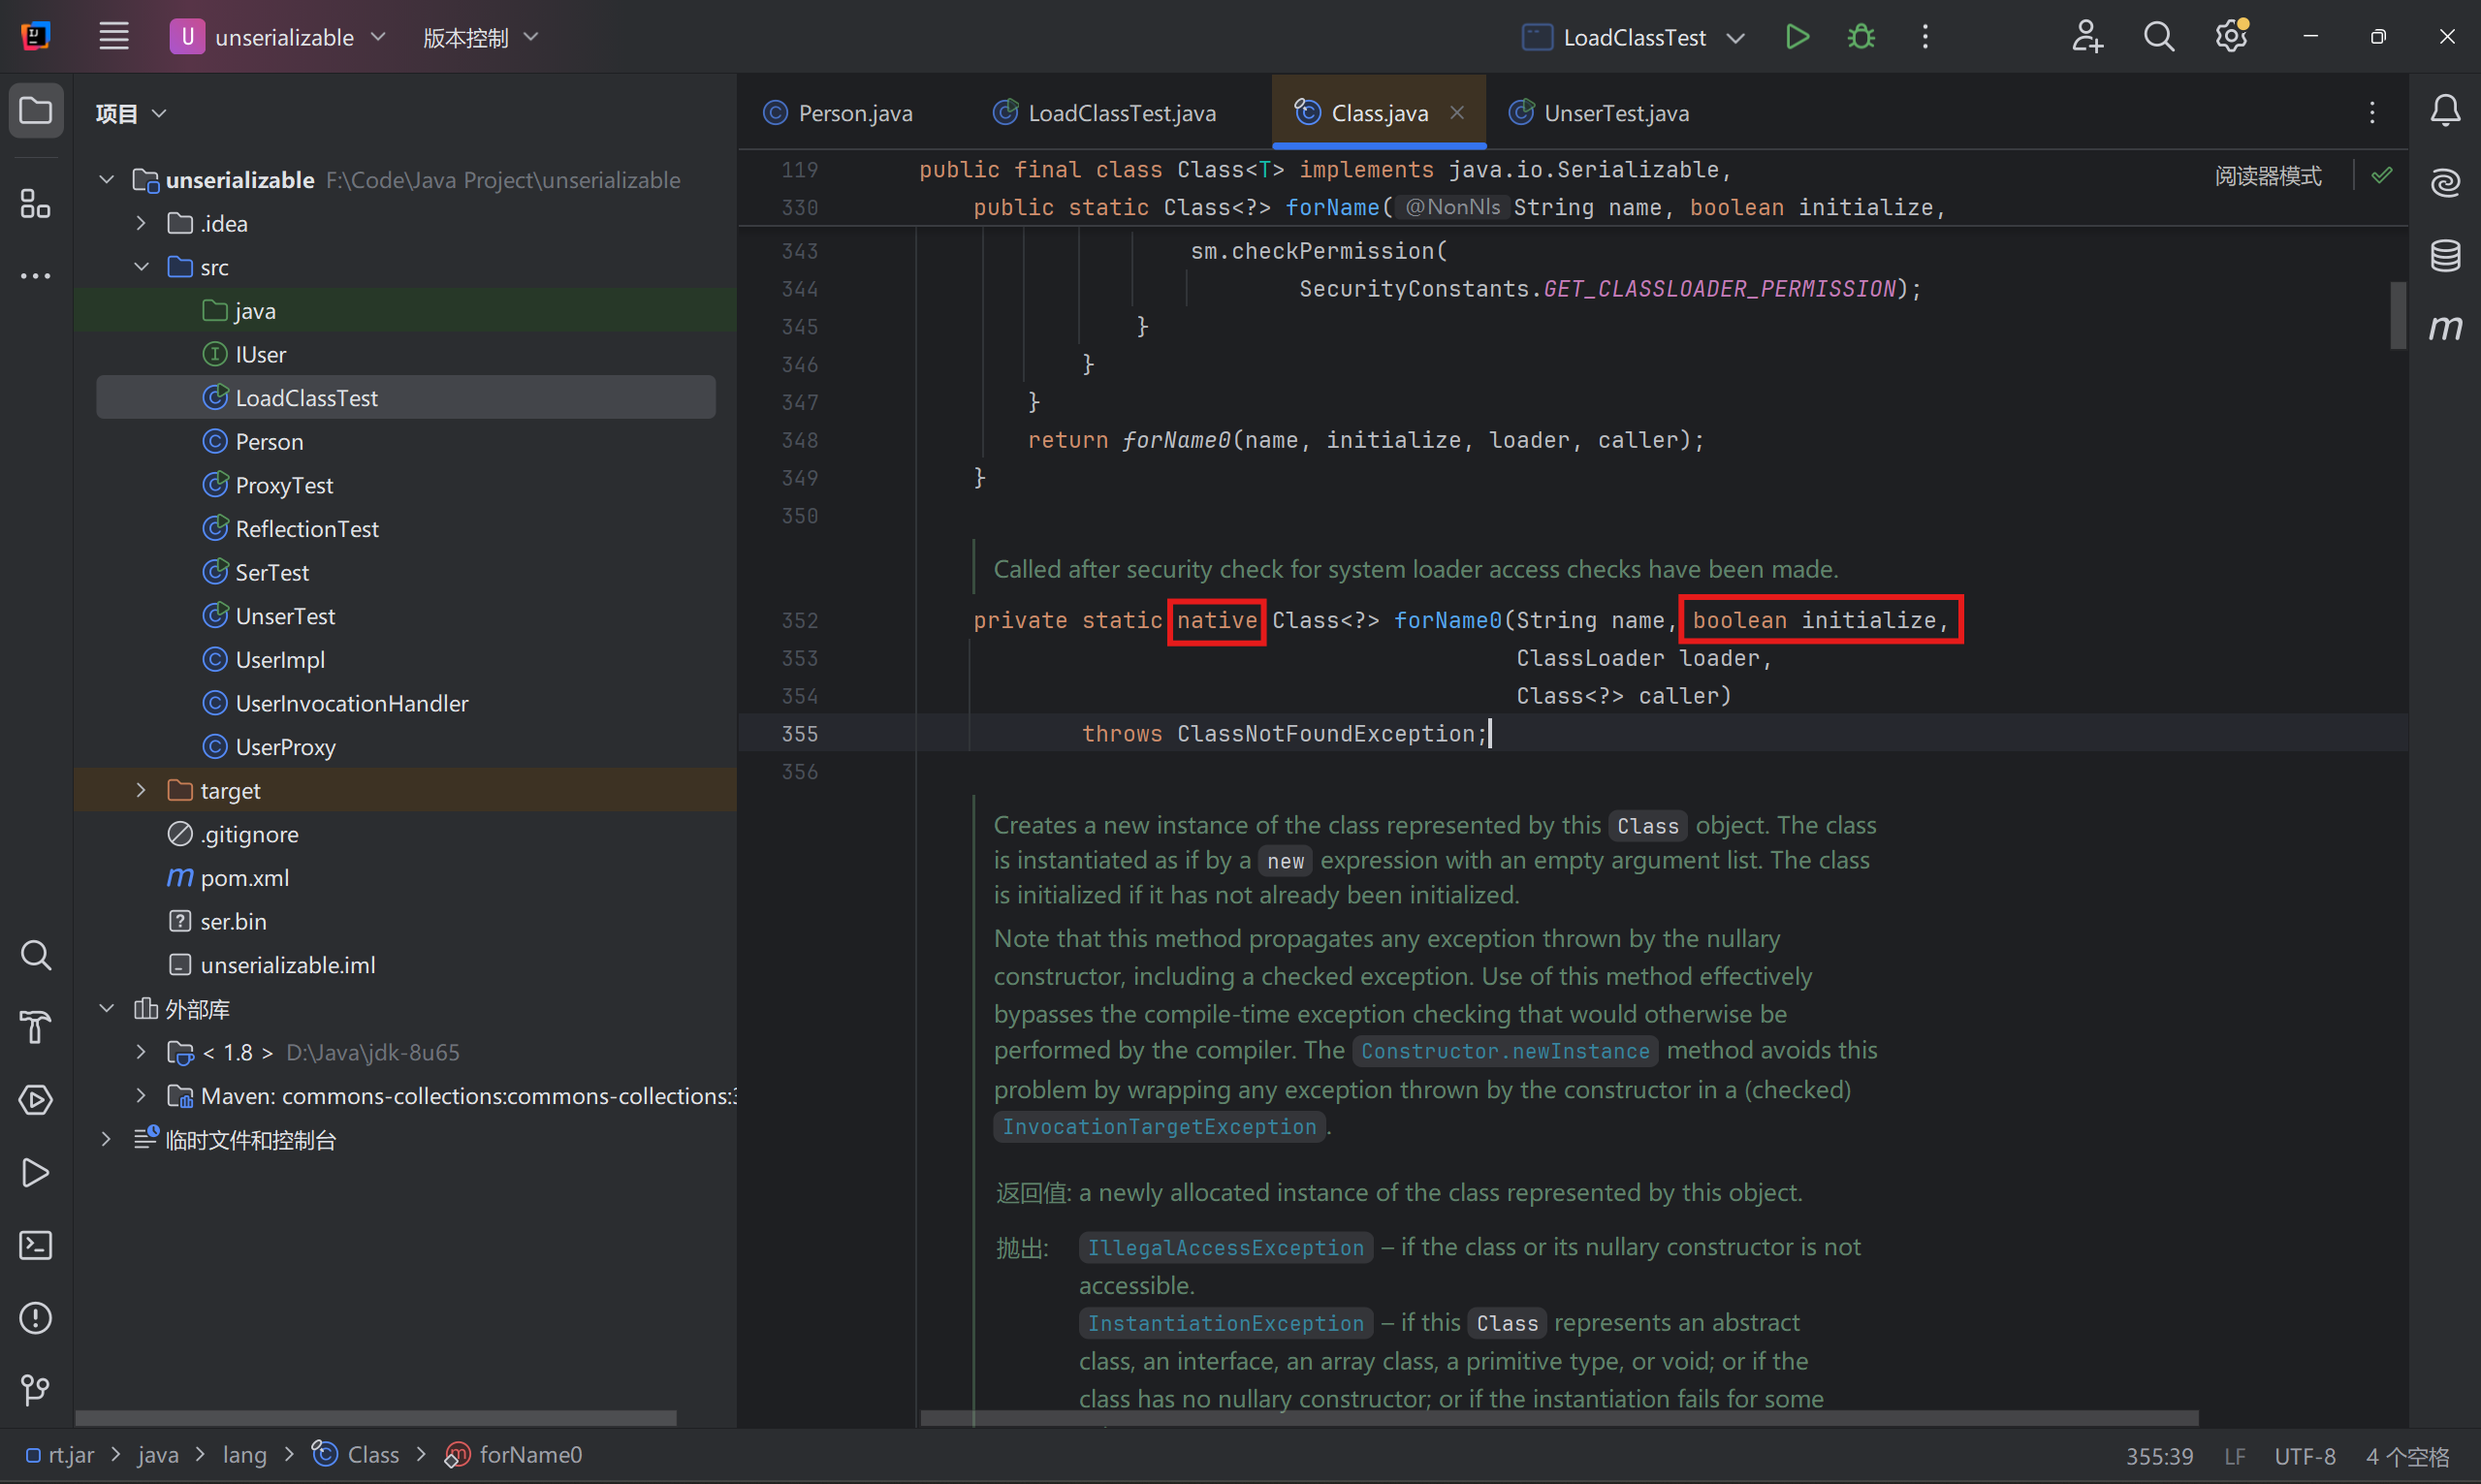 U unserializable 版本控制 LoadClassTest
项目
Person.java LoadClassTest.java Class.java UnserTest.java
unserializable F:\Code\Java Project\unserializable
.idea
src
java
IUser
LoadClassTest
Person
ProxyTest
ReflectionTest
SerTest
UnserTest
UserImpl
UserInvocationHandler
UserProxy
target
.gitignore
pom.xml
ser.bin
unserializable.iml
外部库
< 1.8 > D:\Java\jdk-8u65
Maven: commons-collections:commons-collections:
临时文件和控制台
阅读器模式
119 public final class Class<T> implements java.io.Serializable,
330 public static Class<?> forName( @NonNls String name, boolean initialize,
343 sm.checkPermission(
344 SecurityConstants.GET_CLASSLOADER_PERMISSION);
345 }
346 }
347 }
348 return forName0(name, initialize, loader, caller);
349 }
350
Called after security check for system loader access checks have been made.
352 private static native Class<?> forName0(String name, boolean initialize,
353 ClassLoader loader,
354 Class<?> caller)
355 throws ClassNotFoundException;
356
Creates a new instance of the class represented by this Class object. The class
is instantiated as if by a new expression with an empty argument list. The class
is initialized if it has not already been initialized.
Note that this method propagates any exception thrown by the nullary
constructor, including a checked exception. Use of this method effectively
bypasses the compile-time exception checking that would otherwise be
performed by the compiler. The Constructor.newInstance method avoids this
problem by wrapping any exception thrown by the constructor in a (checked)
InvocationTargetException.
返回值: a newly allocated instance of the class represented by this object.
抛出: IllegalAccessException – if the class or its nullary constructor is not
accessible.
InstantiationException – if this Class represents an abstract
class, an interface, an array class, a primitive type, or void; or if the
class has no nullary constructor; or if the instantiation fails for some
rt.jar > java > lang > Class > forName0
355:39 LF UTF-8 4 个空格